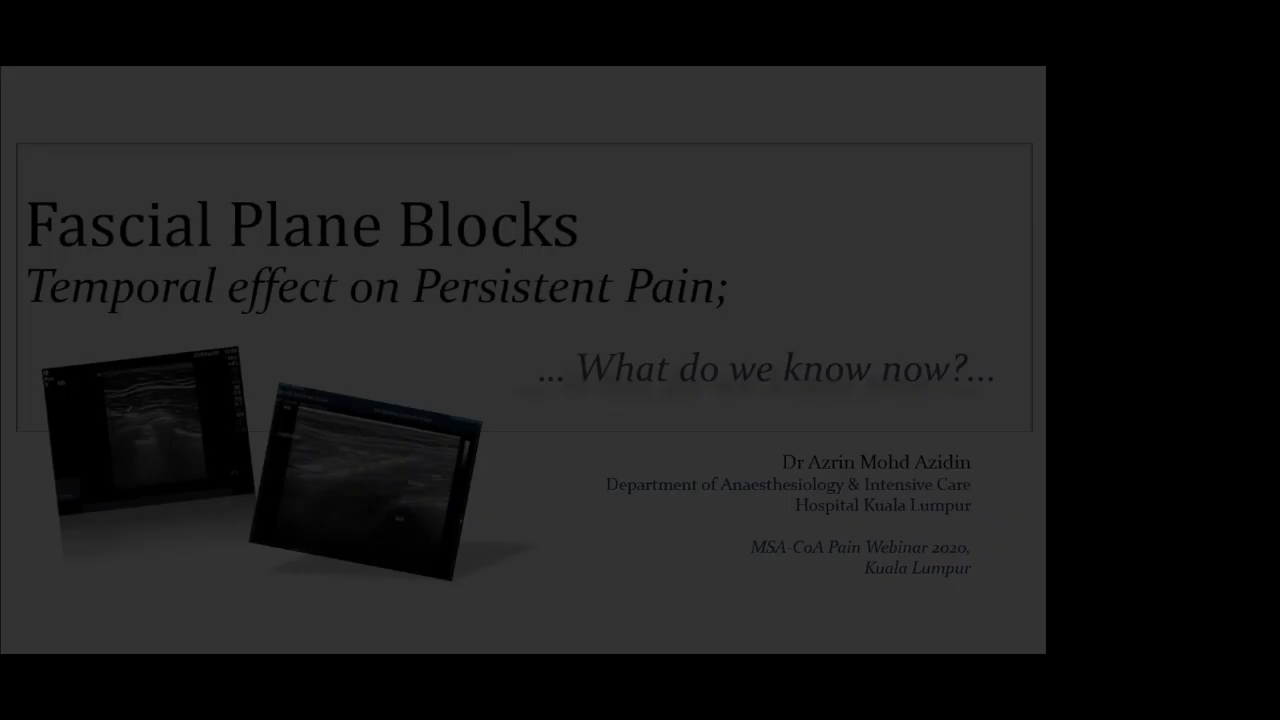 Fascial Plane Blocks
Temporal effect on Persistent Pain;
... What do we know now?...
Dr Azrin Mohd Azidin
Department of Anaesthesiology & Intensive Care
Hospital Kuala Lumpur
MSA-CoA Pain Webinar 2020,
Kuala Lumpur